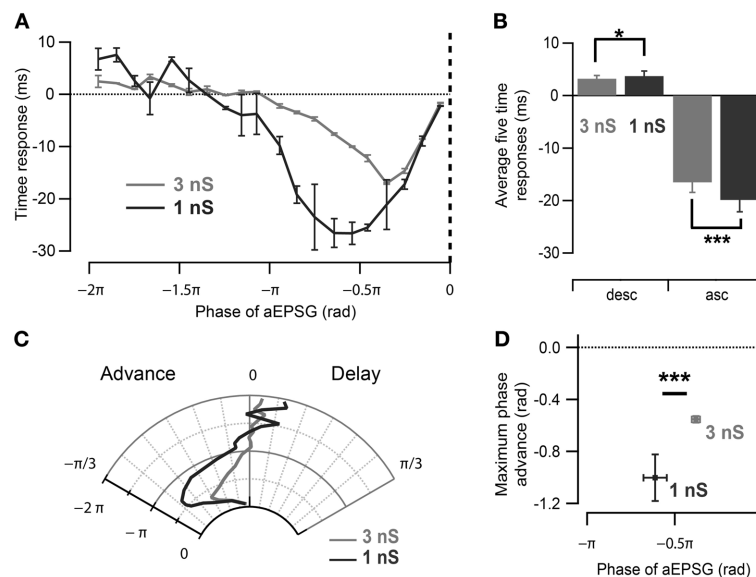 A
10
0
-10
-20
-30
Timee response (ms)
3 nS
1 nS
−2π
−1.5π
−π
−0.5π
0
Phase of aEPSG (rad)
B
10
0
-10
-20
-30
Average five time
responses (ms)
*
3 nS
1 nS
***
desc
asc
C
Advance
0
Delay
−π/3
π/3
−2 π
− π
0
3 nS
1 nS
D
0.0
-0.4
-0.8
-1.2
Maximum phase
advance (rad)
***
3 nS
1 nS
−π
−0.5π
Phase of aEPSG (rad)